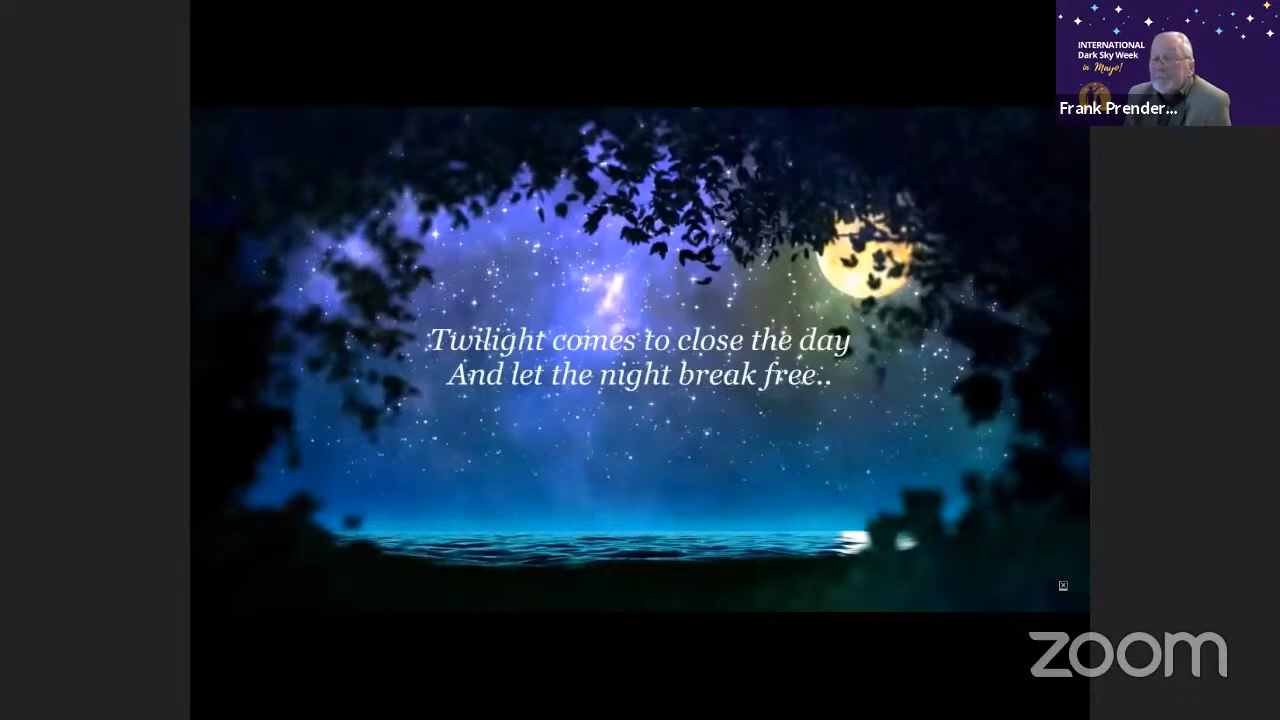 INTERNATIONAL
Dark Sky Week
in Mayo!
Frank Prender...
Twilight comes to close the day
And let the night break free..
zoom